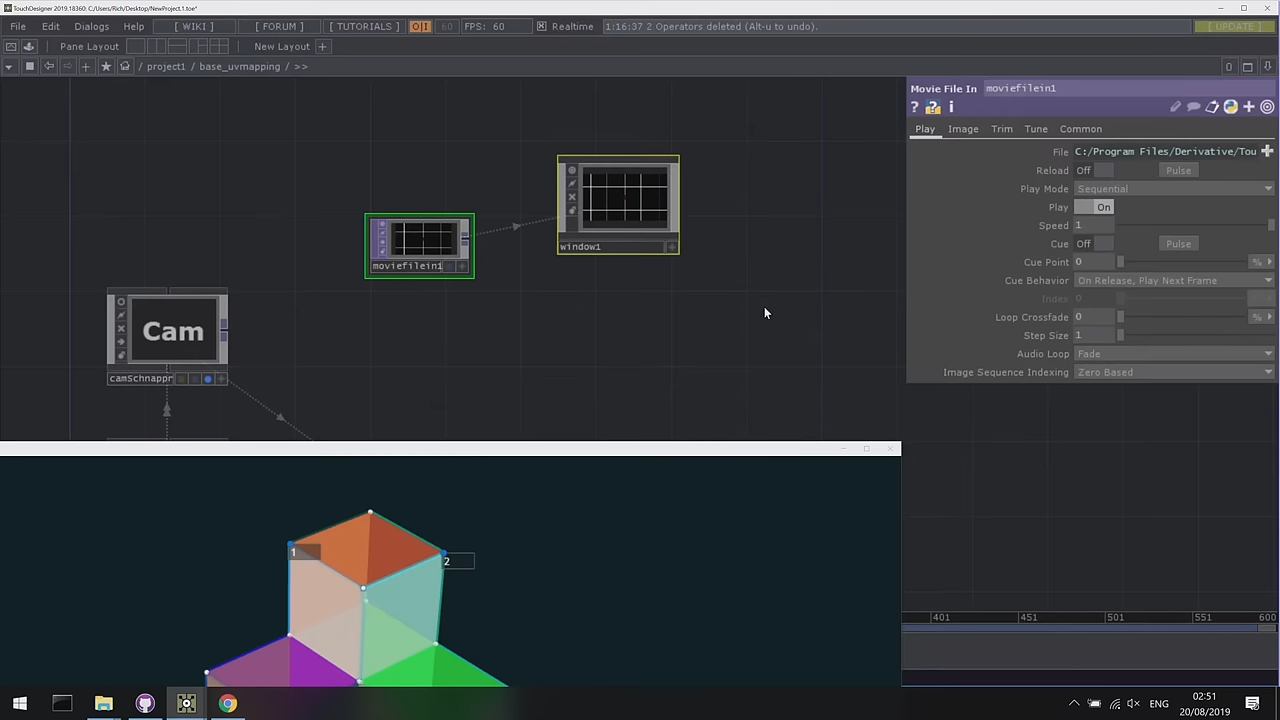 TouchDesigner 2019.18360: C:/Users/Rich/Desktop/NewProject.1.toe*
File Edit Dialogs Help [ WIKI ] [ FORUM ] [ TUTORIALS ] O|I 60 FPS: 60 Realtime 1:16:37 2 Operators deleted (Alt-u to undo). [ UPDATE ]
Pane Layout New Layout +
/ project1 / base_uvmapping / >> 0
Movie File In moviefilein1
? ? i
Play Image Trim Tune Common
File C:/Program Files/Derivative/Tou
Reload Off Pulse
Play Mode Sequential
Play On
Speed 1
Cue Off Pulse
Cue Point 0 %
Cue Behavior On Release, Play Next Frame
Index 0
Loop Crossfade 0 %
Step Size 1
Audio Loop Fade
Image Sequence Indexing Zero Based
window1
moviefilein1
Cam
camSchnappr
1
2
401 451 501 551 600
ENG
02:51
20/08/2019